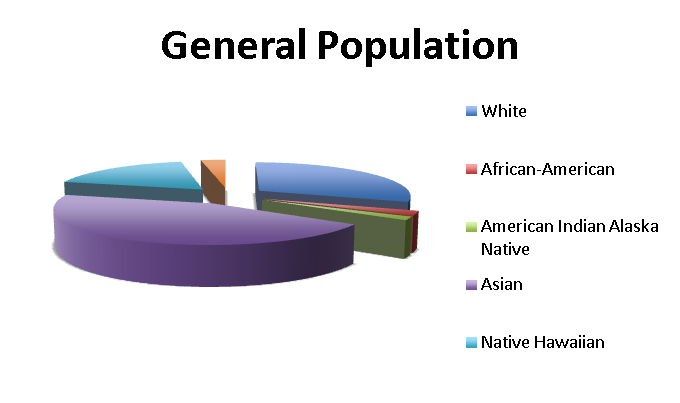 General Population
White
African-American
American Indian Alaska
Native
Asian
Native Hawaiian